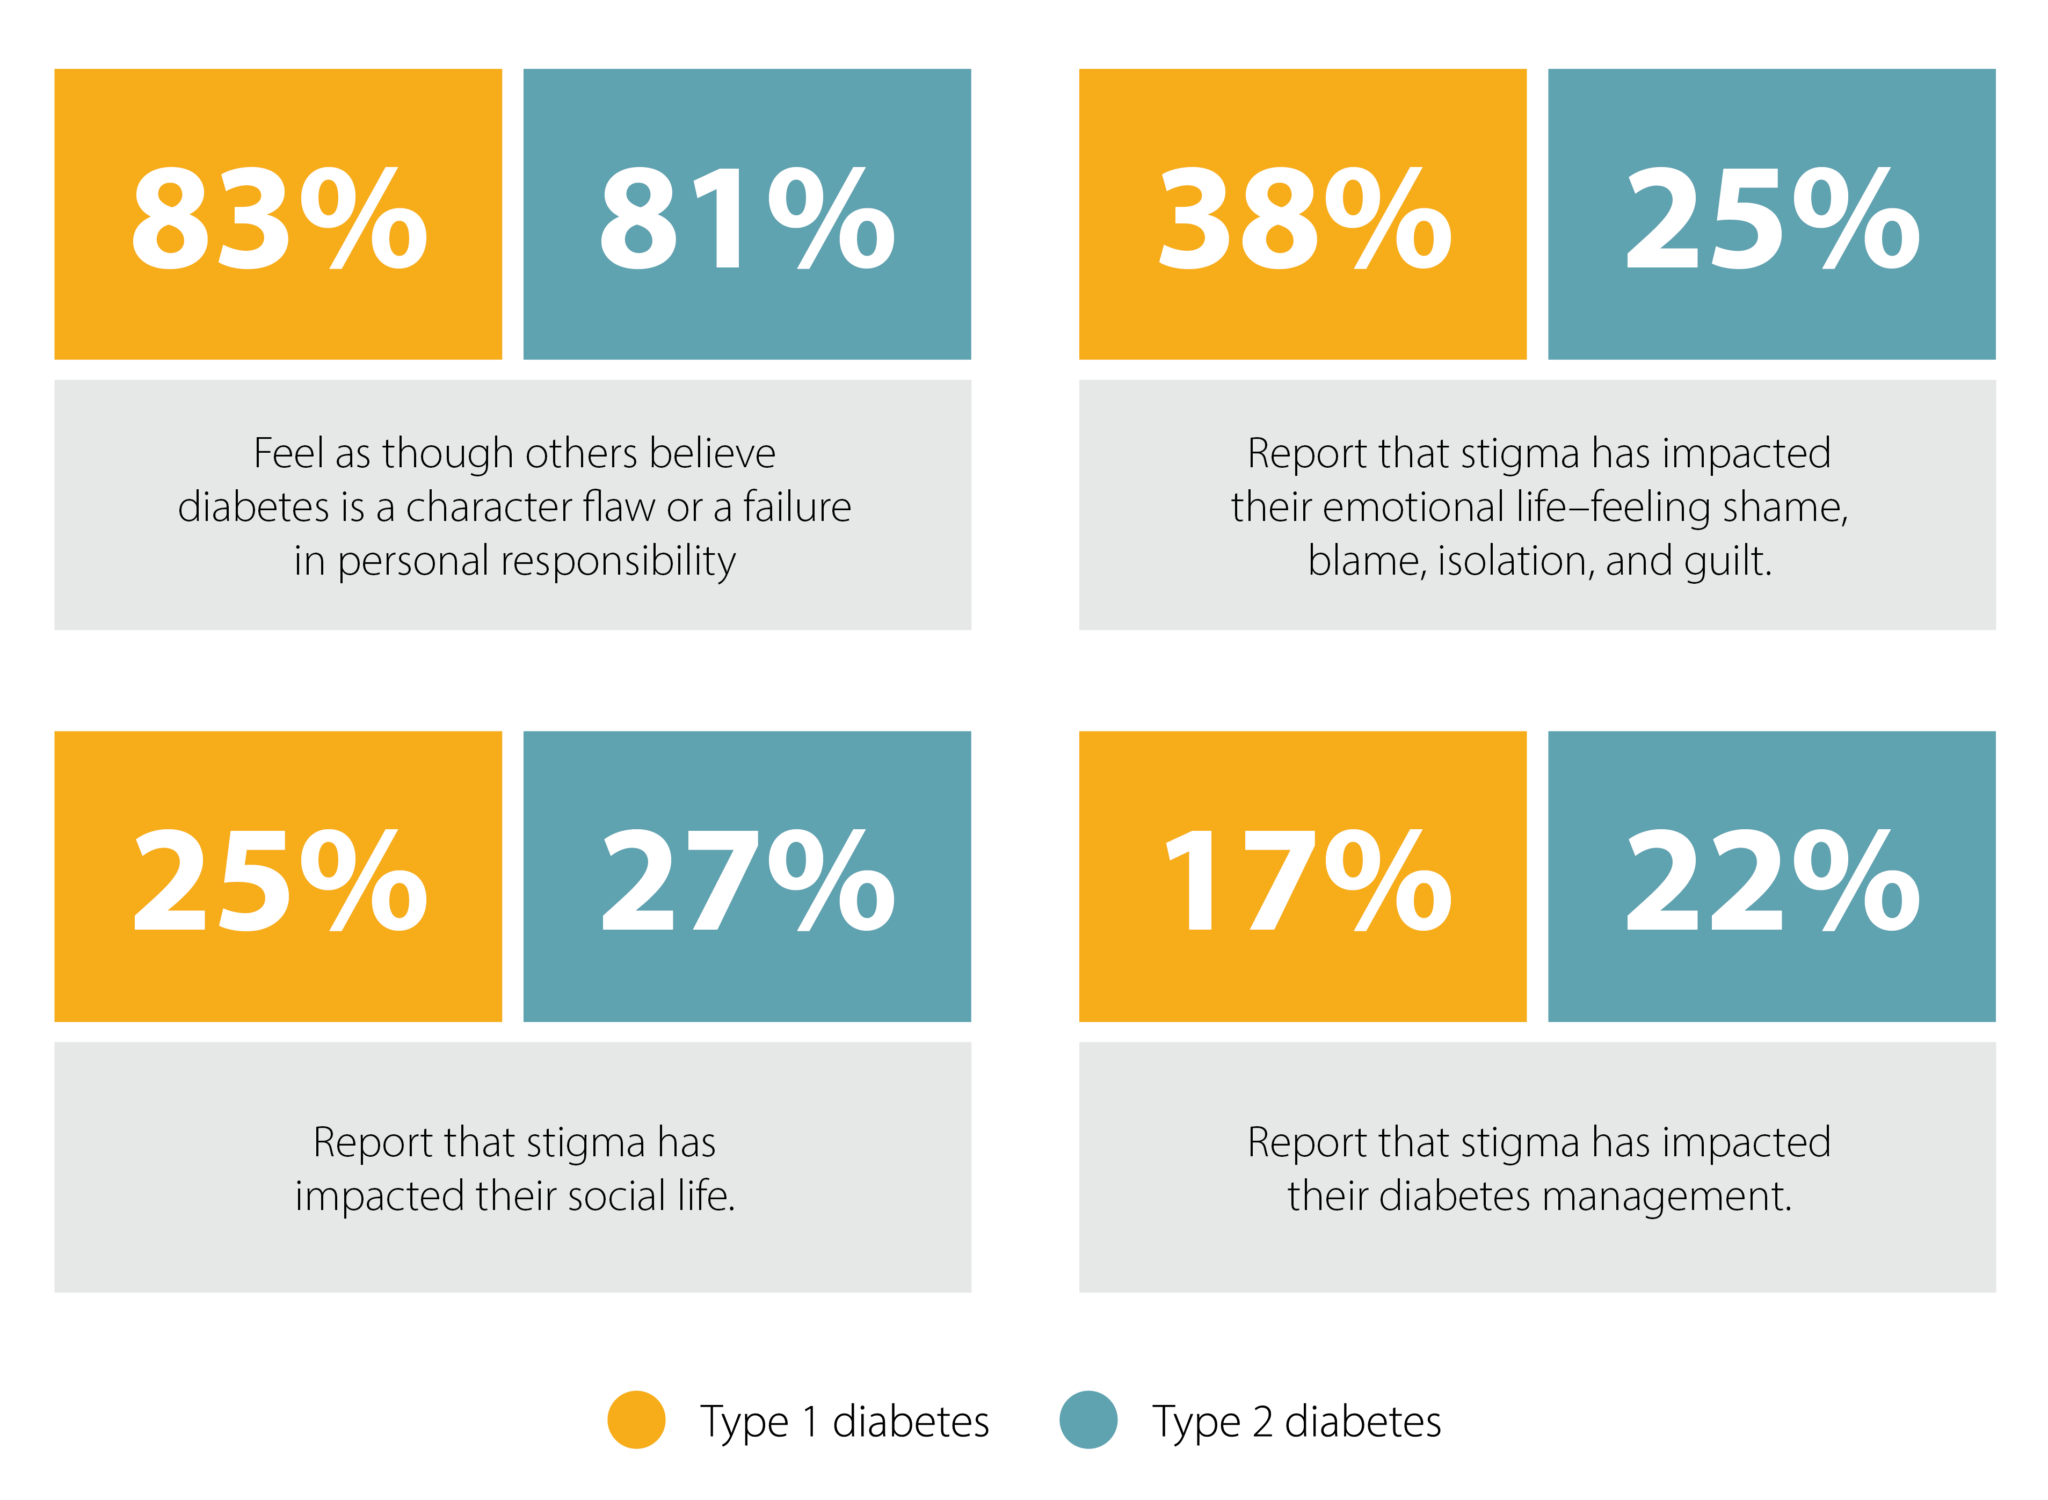 83%
81%
Feel as though others believe
diabetes is a character flaw or a failure
in personal responsibility
38%
25%
Report that stigma has impacted
their emotional life–feeling shame,
blame, isolation, and guilt.
25%
27%
Report that stigma has
impacted their social life.
17%
22%
Report that stigma has impacted
their diabetes management.
Type 1 diabetes
Type 2 diabetes